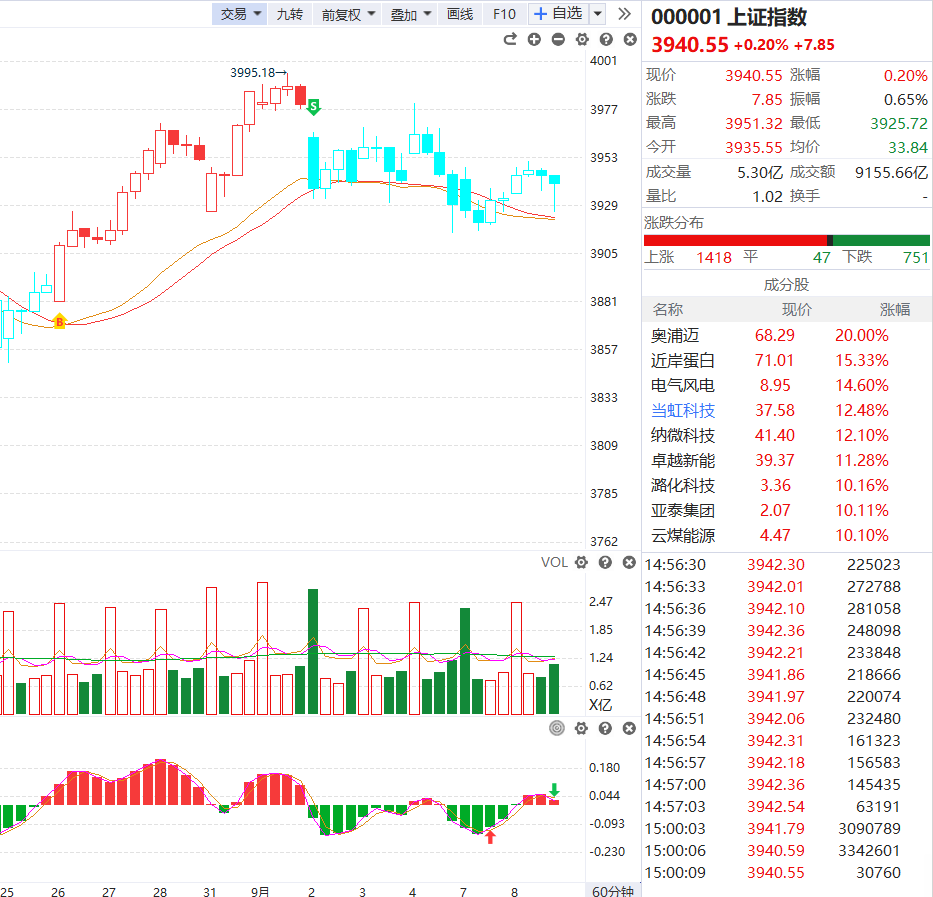 交易 九转 前复权 叠加 画线 F10 自选
3995.18
S
B
4001
3977
3953
3929
3905
3881
3857
3833
3809
3785
3762
VOL
2.47
1.85
1.24
0.62
X亿
0.180
0.044
-0.093
-0.230
25 26 27 28 31 9月 2 3 4 7 8 60分钟
000001 上证指数
3940.55 +0.20% +7.85
现价 3940.55 涨幅 0.20%
涨跌 7.85 振幅 0.65%
最高 3951.32 最低 3925.72
今开 3935.55 均价 33.84
成交量 5.30亿 成交额 9155.66亿
量比 1.02 换手 -
涨跌分布
上涨 1418 平 47 下跌 751
成分股
名称 现价 涨幅
奥浦迈 68.29 20.00%
近岸蛋白 71.01 15.33%
电气风电 8.95 14.60%
当虹科技 37.58 12.48%
纳微科技 41.40 12.10%
卓越新能 39.37 11.28%
潞化科技 3.36 10.16%
亚泰集团 2.07 10.11%
云煤能源 4.47 10.10%
14:56:30 3942.30 225023
14:56:33 3942.01 272788
14:56:36 3942.10 281058
14:56:39 3942.36 248098
14:56:42 3942.21 233848
14:56:45 3941.86 218666
14:56:48 3941.97 220074
14:56:51 3942.06 232480
14:56:54 3942.31 161323
14:56:57 3942.18 156583
14:57:00 3942.36 145435
14:57:03 3942.54 63191
15:00:03 3941.79 3090789
15:00:06 3940.59 3342601
15:00:09 3940.55 30760